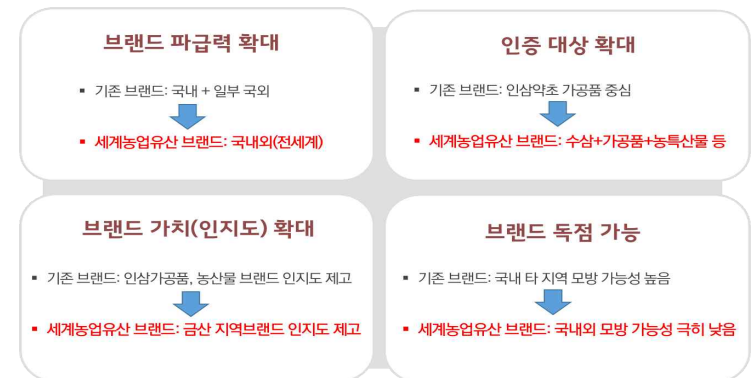 브랜드 파급력 확대
▪ 기존 브랜드: 국내 + 일부 국외
▪ 세계농업유산 브랜드: 국내외(전세계)
인증 대상 확대
▪ 기존 브랜드: 인삼약초 가공품 중심
▪ 세계농업유산 브랜드: 수삼+가공품+농특산물 등
브랜드 가치(인지도) 확대
▪ 기존 브랜드: 인삼가공품, 농산물 브랜드 인지도 제고
▪ 세계농업유산 브랜드: 금산 지역브랜드 인지도 제고
브랜드 독점 가능
▪ 기존 브랜드: 국내 타 지역 모방 가능성 높음
▪ 세계농업유산 브랜드: 국내외 모방 가능성 극히 낮음